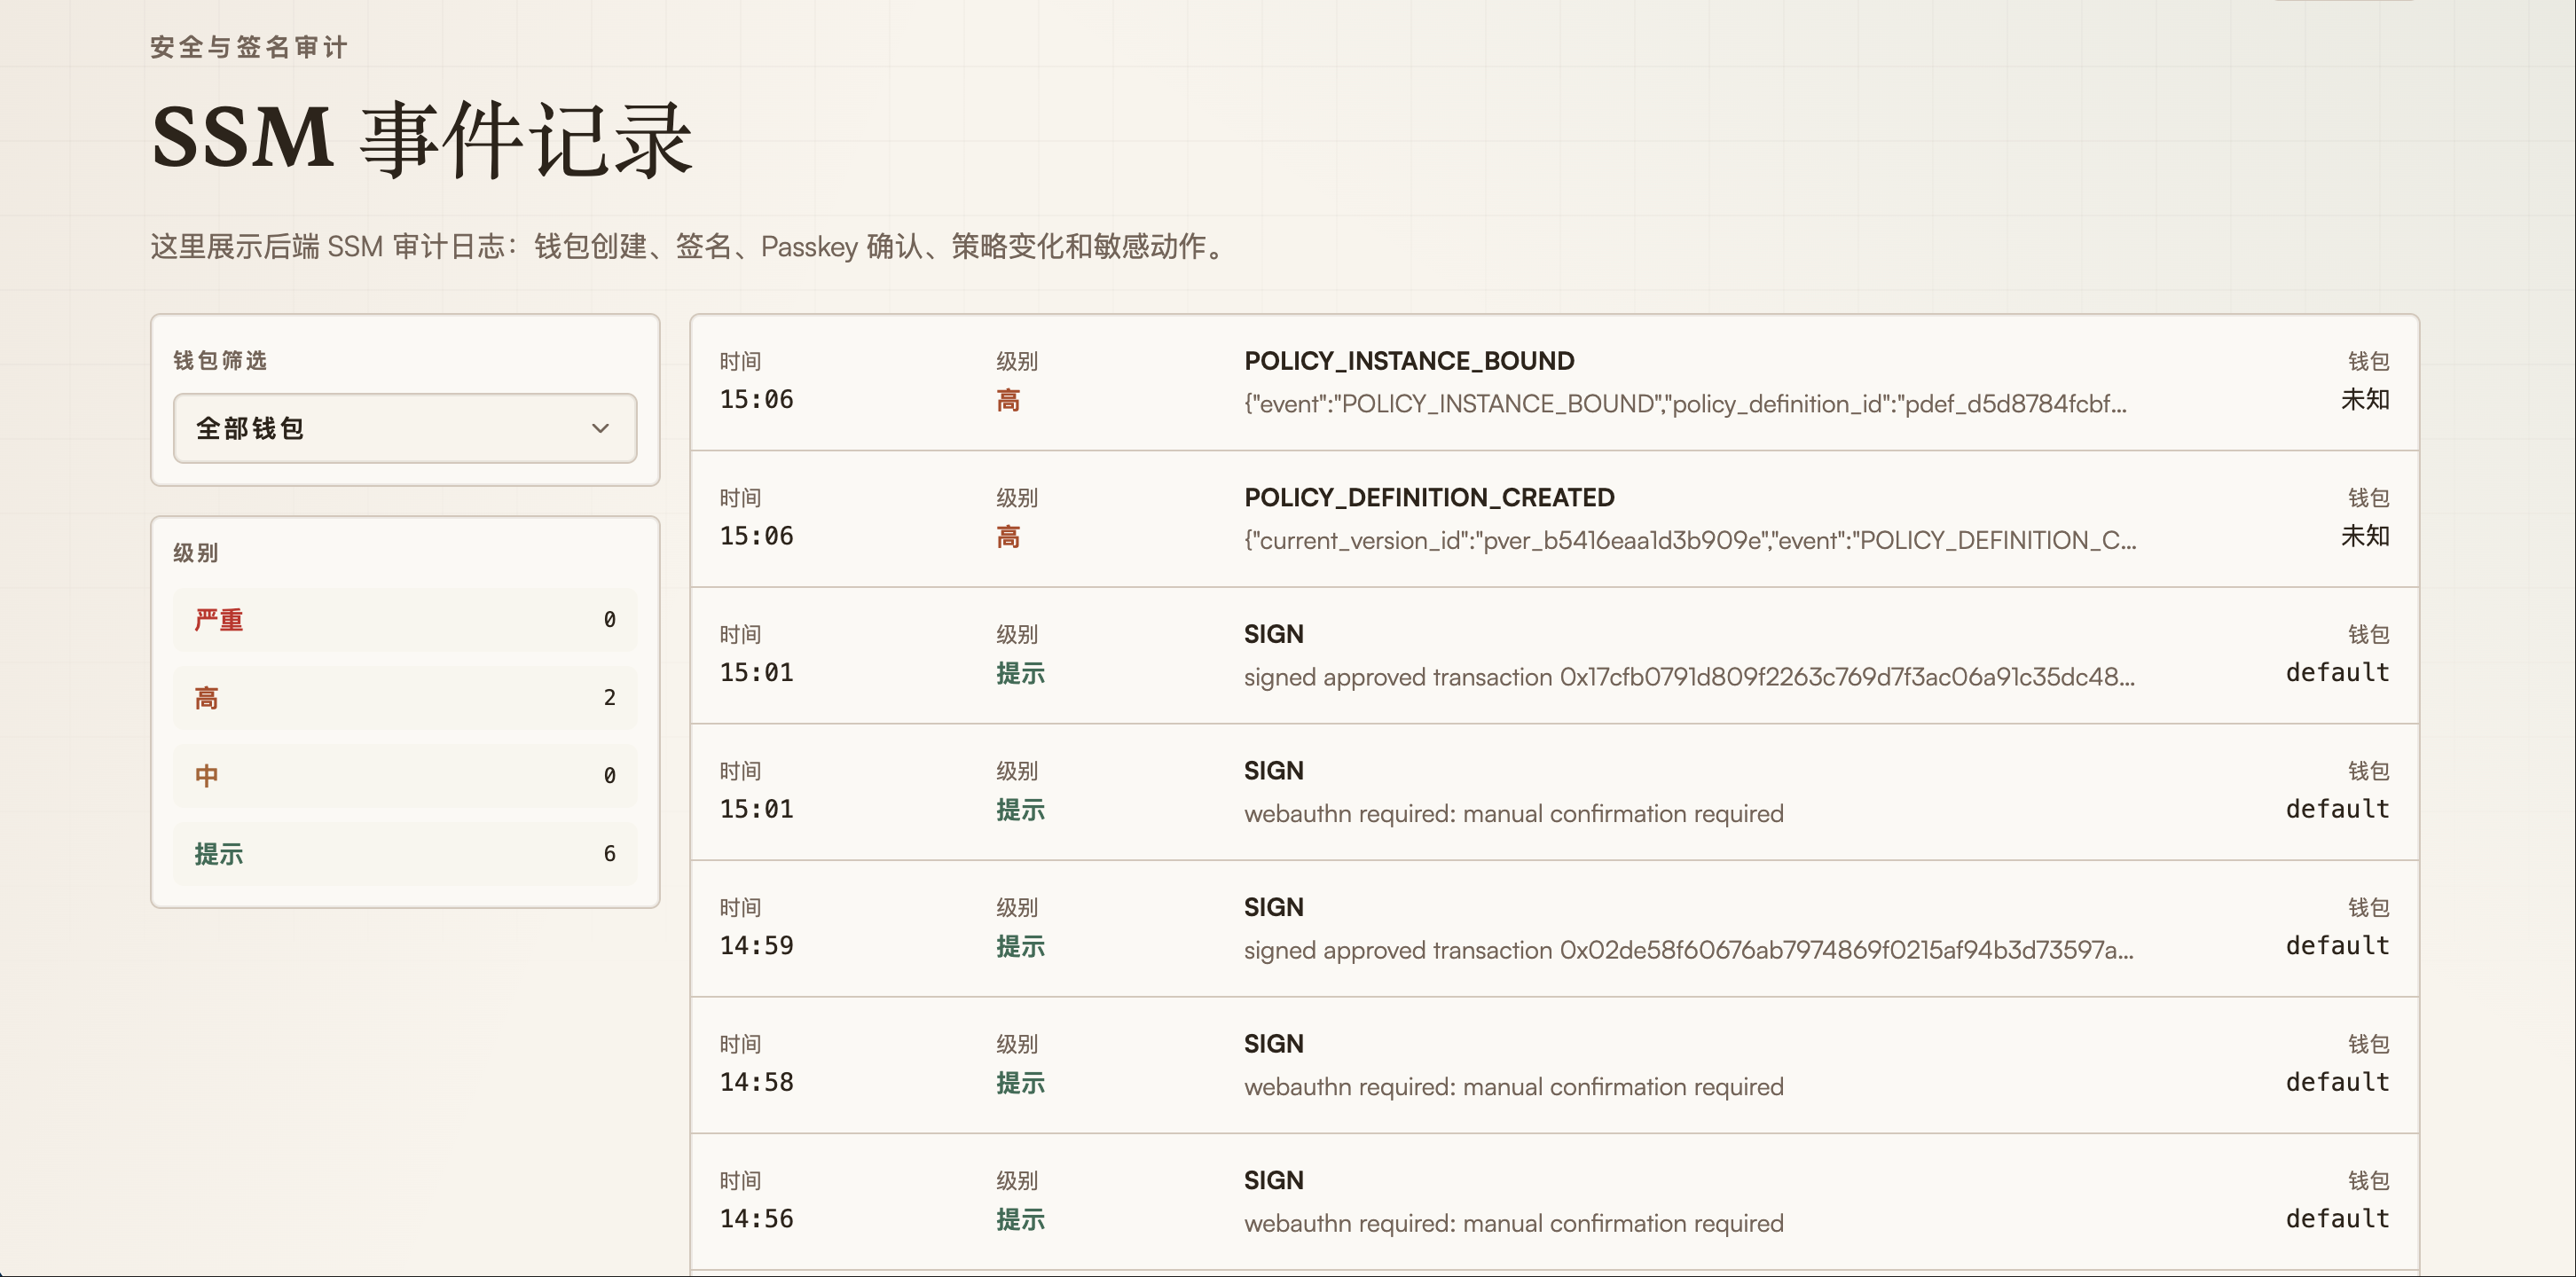 安全与签名审计
SSM 事件记录
这里展示后端 SSM 审计日志：钱包创建、签名、Passkey 确认、策略变化和敏感动作。
钱包筛选
全部钱包
级别
严重 0
高 2
中 0
提示 6
时间 级别 POLICY_INSTANCE_BOUND 钱包
15:06 高 {"event":"POLICY_INSTANCE_BOUND","policy_definition_id":"pdef_d5d8784fcbf... 未知
时间 级别 POLICY_DEFINITION_CREATED 钱包
15:06 高 {"current_version_id":"pver_b5416eaa1d3b909e","event":"POLICY_DEFINITION_C... 未知
时间 级别 SIGN 钱包
15:01 提示 signed approved transaction 0x17cfb0791d809f2263c769d7f3ac06a91c35dc48... default
时间 级别 SIGN 钱包
15:01 提示 webauthn required: manual confirmation required default
时间 级别 SIGN 钱包
14:59 提示 signed approved transaction 0x02de58f60676ab7974869f0215af94b3d73597a... default
时间 级别 SIGN 钱包
14:58 提示 webauthn required: manual confirmation required default
时间 级别 SIGN 钱包
14:56 提示 webauthn required: manual confirmation required default